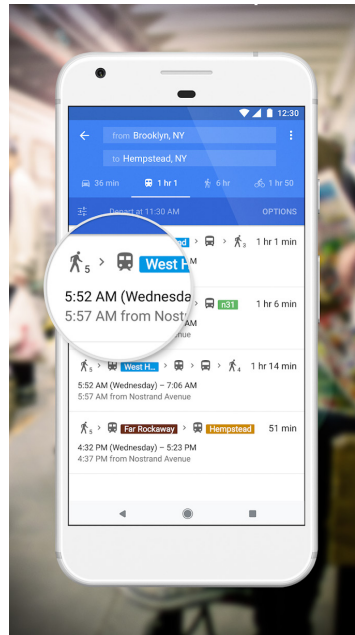 12:30
from Brooklyn, NY
to Hempstead, NY
36 min 1 hr 1 6 hr 1 hr 50
Depart at 11:30 AM OPTIONS
2 1 hr 1 min
5 West H
5:52 AM (Wednesda
5:57 AM from Nost
n31 1 hr 6 min
5 West H... 4 1 hr 14 min
5:52 AM (Wednesday) – 7:06 AM
5:57 AM from Nostrand Avenue
5 Far Rockaway Hempstead 51 min
4:32 PM (Wednesday) – 5:23 PM
4:37 PM from Nostrand Avenue